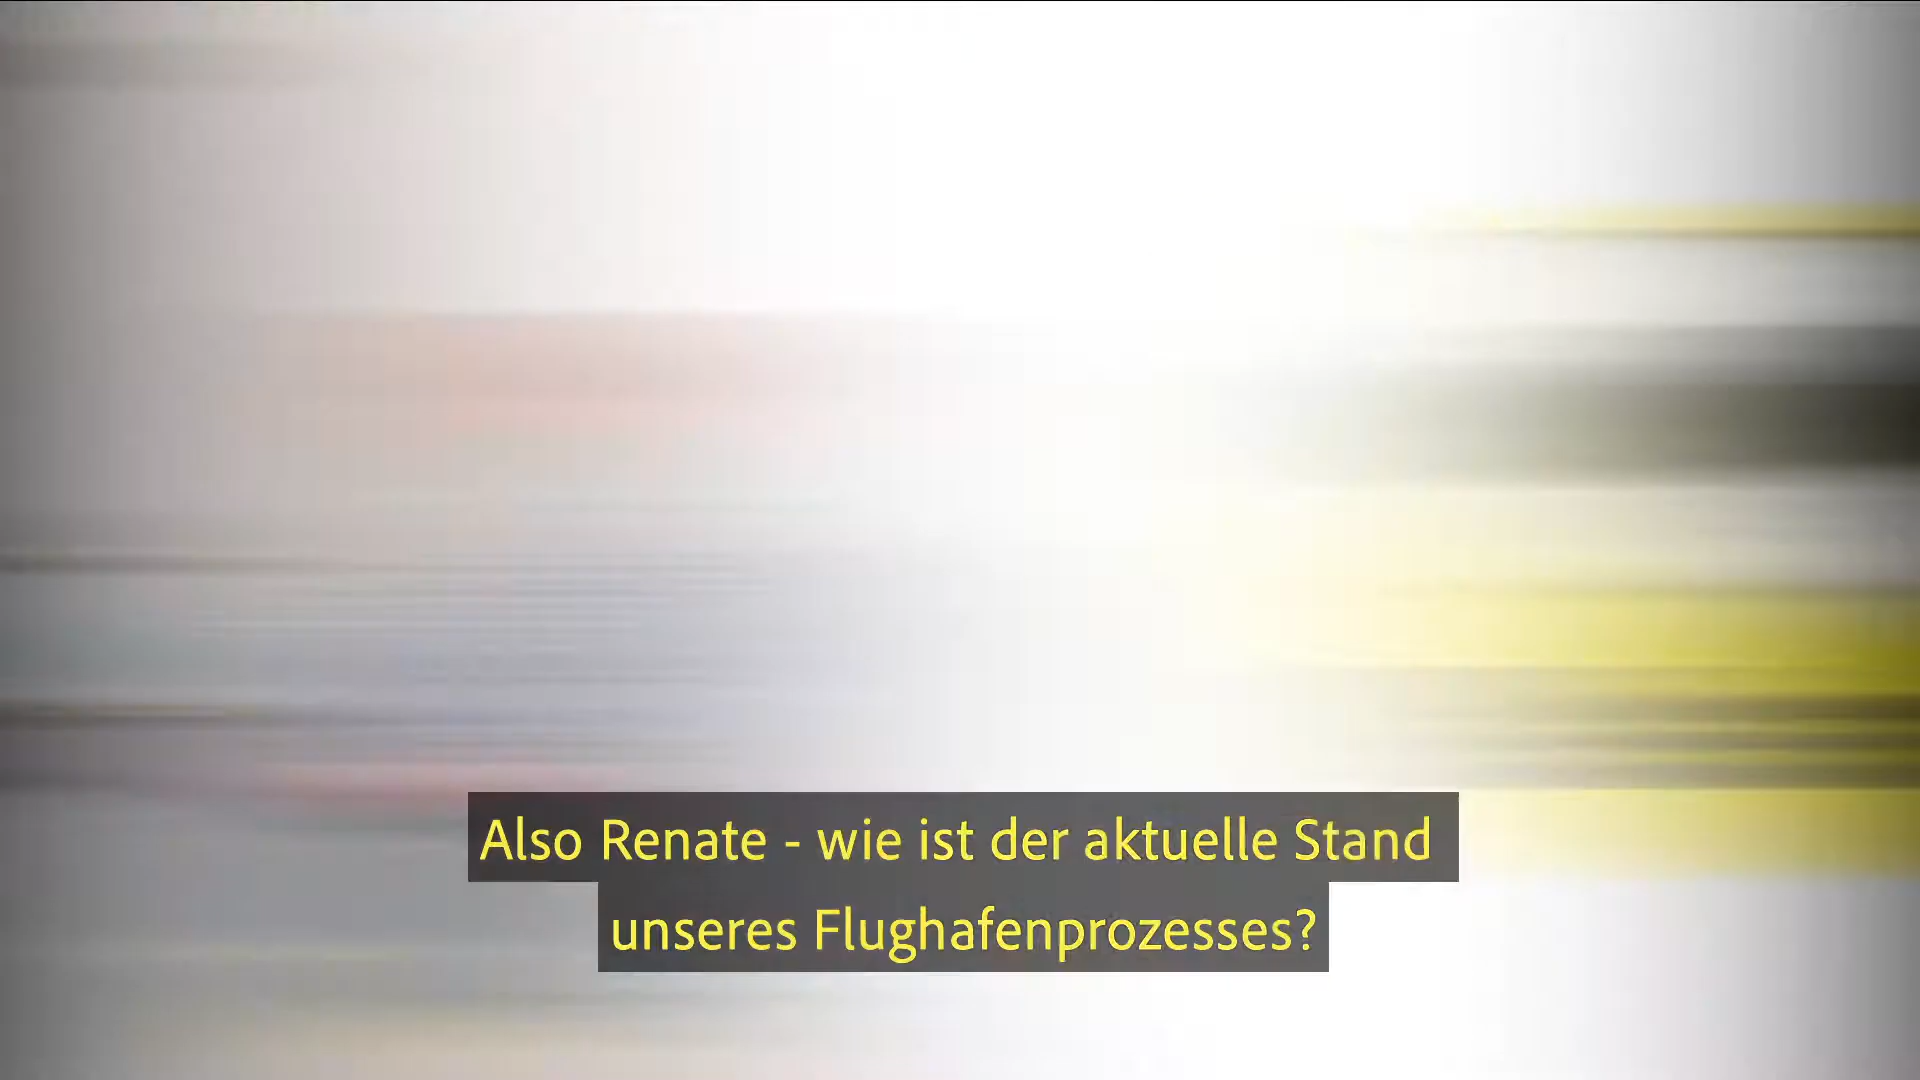 Also Renate - wie ist der aktuelle Stand
unseres Flughafenprozesses?